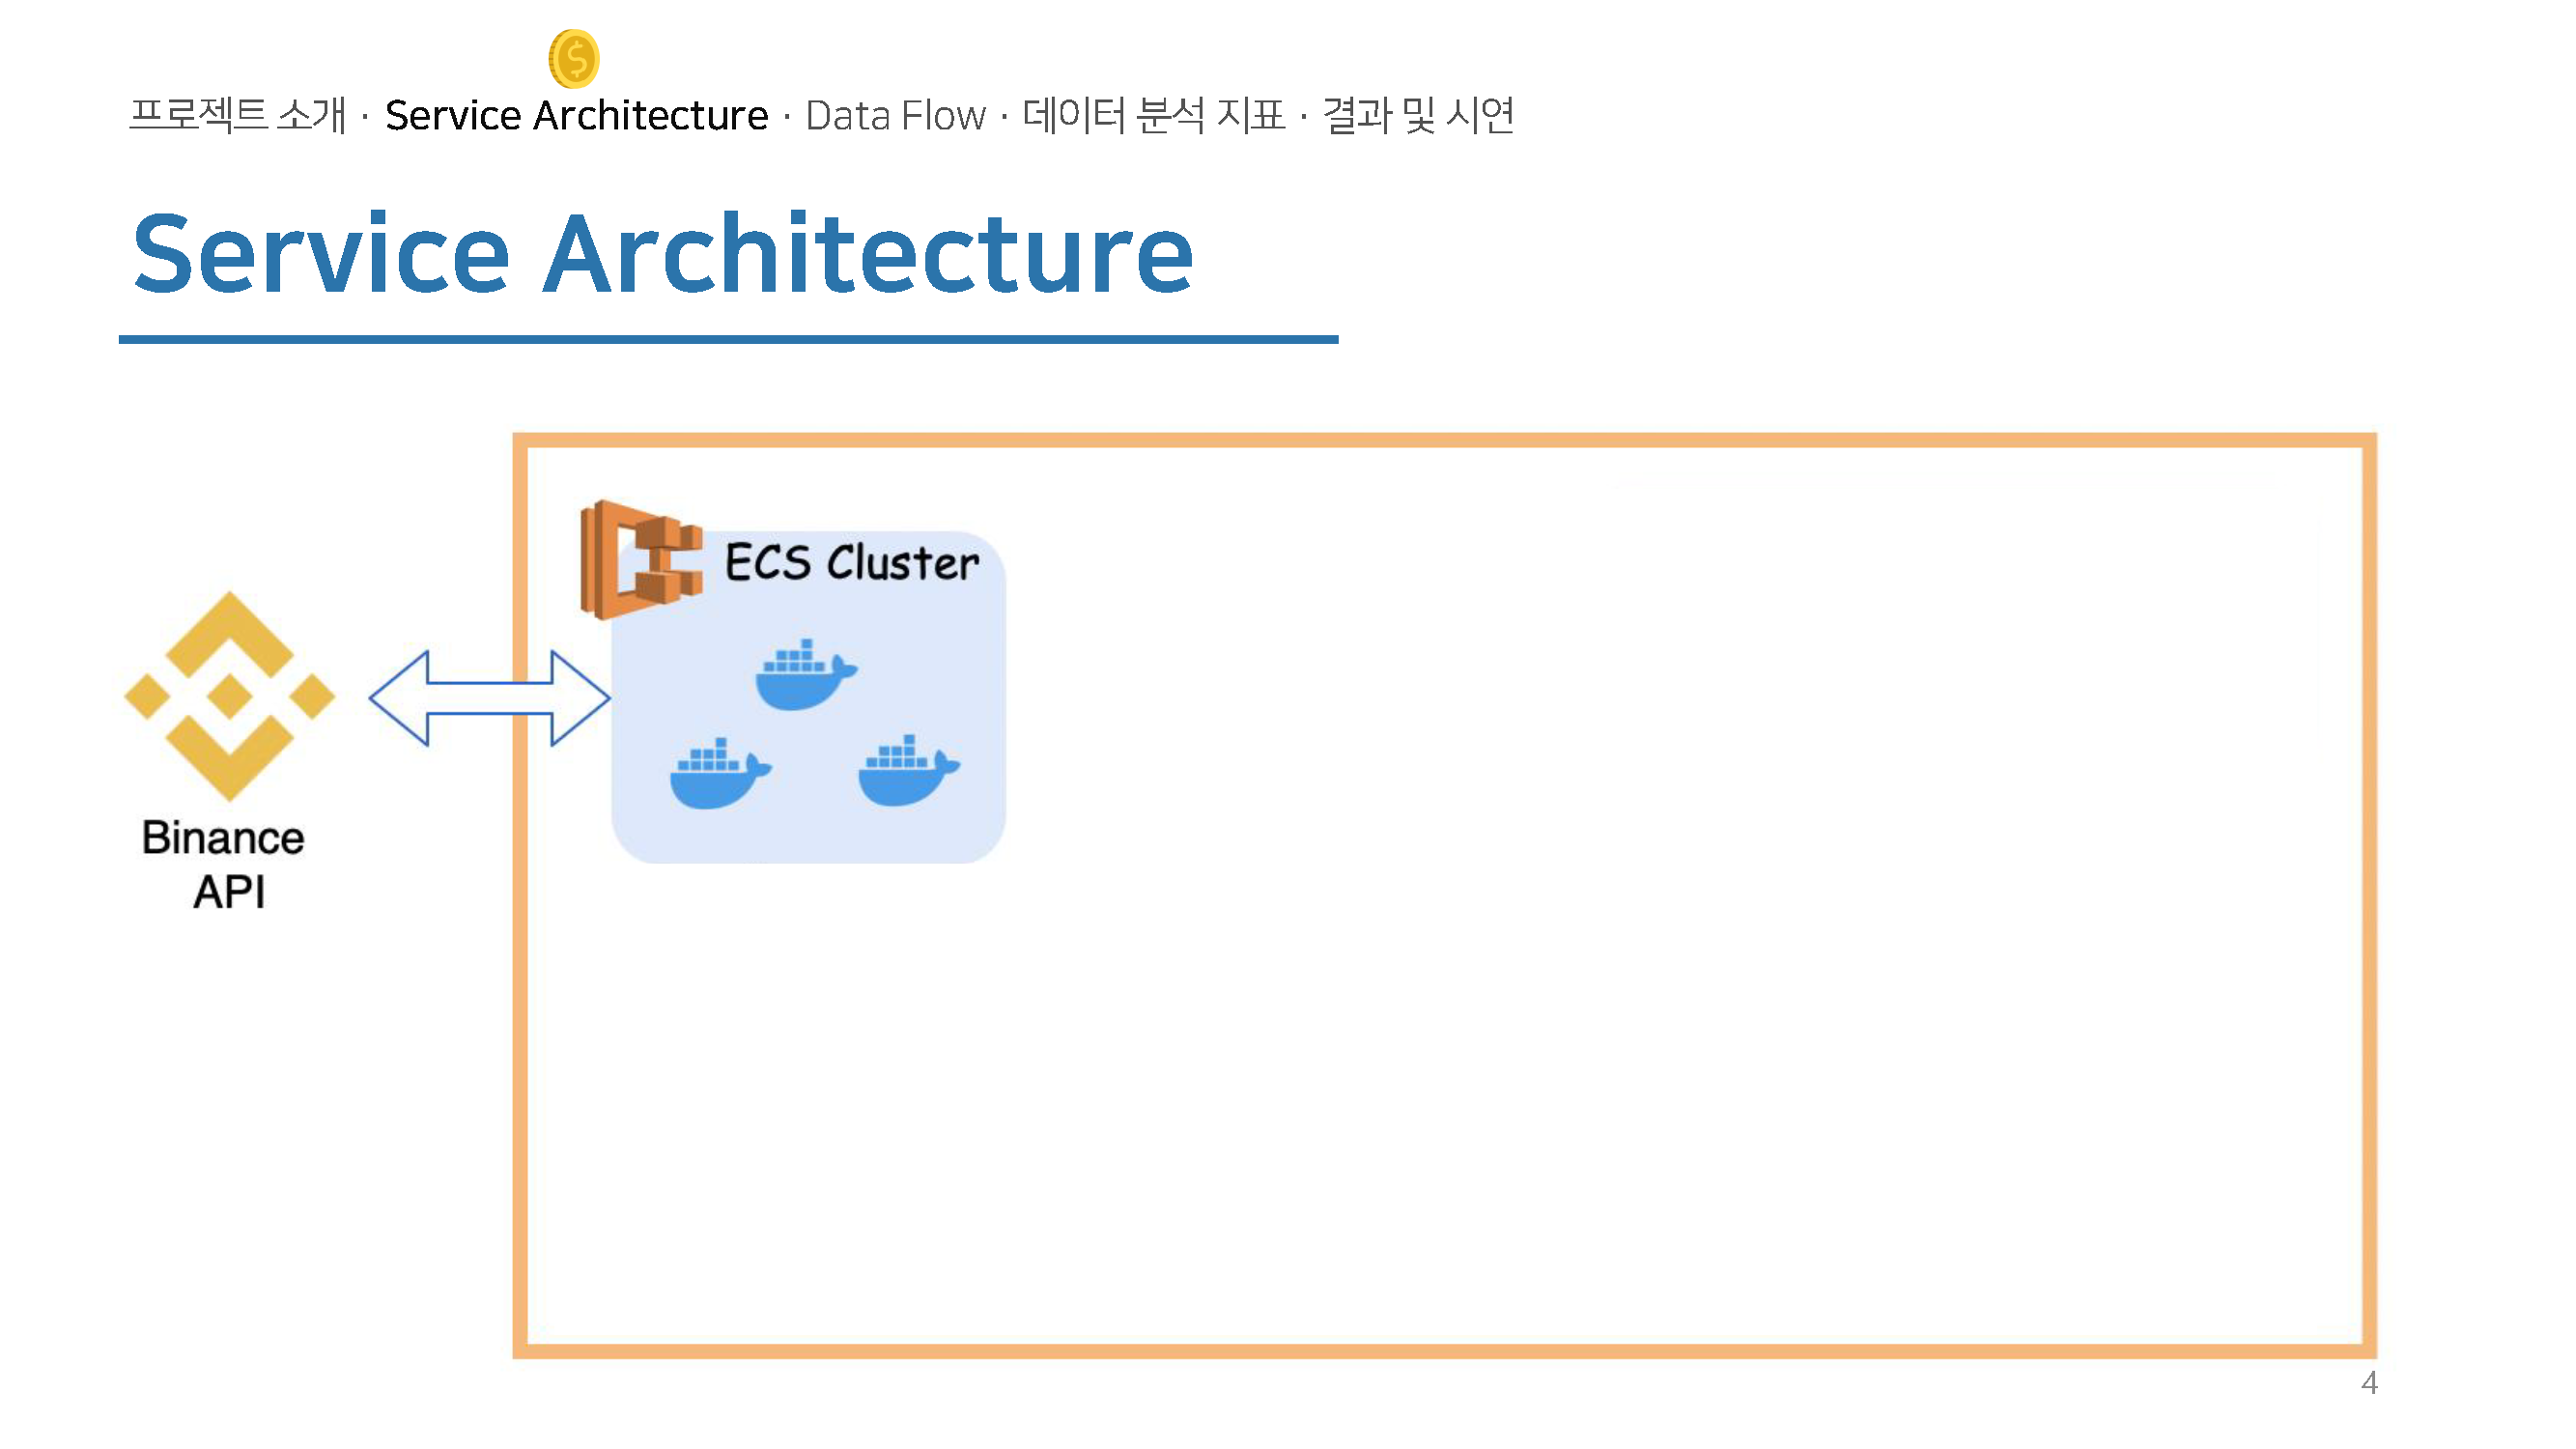 프로젝트 소개 · Service Architecture · Data Flow · 데이터 분석 지표 · 결과 및 시연
Service Architecture
ECS Cluster
Binance
API
4